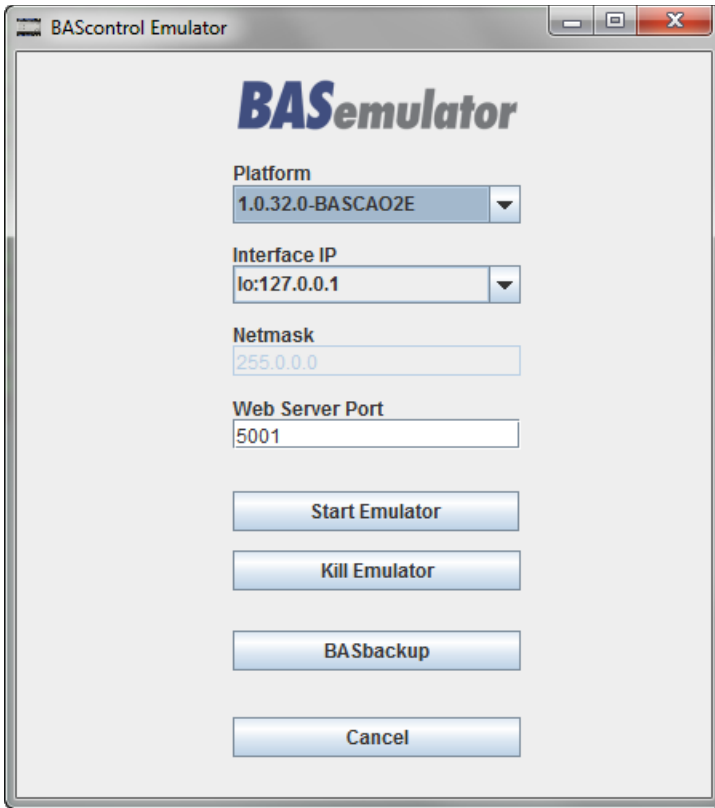 BAScontrol Emulator
BASemulator
Platform
1.0.32.0-BASCAO2E
Interface IP
lo:127.0.0.1
Netmask
255.0.0.0
Web Server Port
5001
Start Emulator
Kill Emulator
BASbackup
Cancel